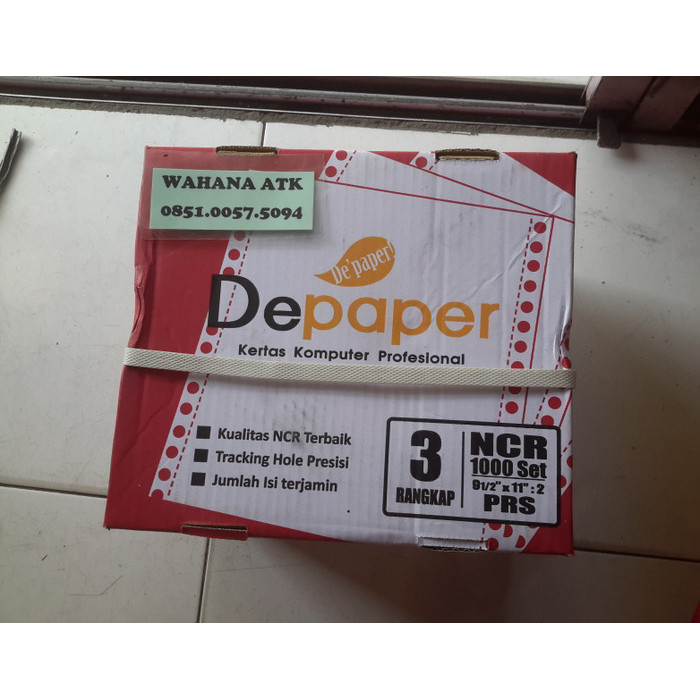 WAHANA ATK
0851.0057.5094
De'paper!
Depaper
Kertas Komputer Profesional
Kualitas NCR Terbaik
Tracking Hole Presisi
Jumlah Isi terjamin
3
RANGKAP
NCR
1000 Set
9 1/2" x 11" : 2
PRS